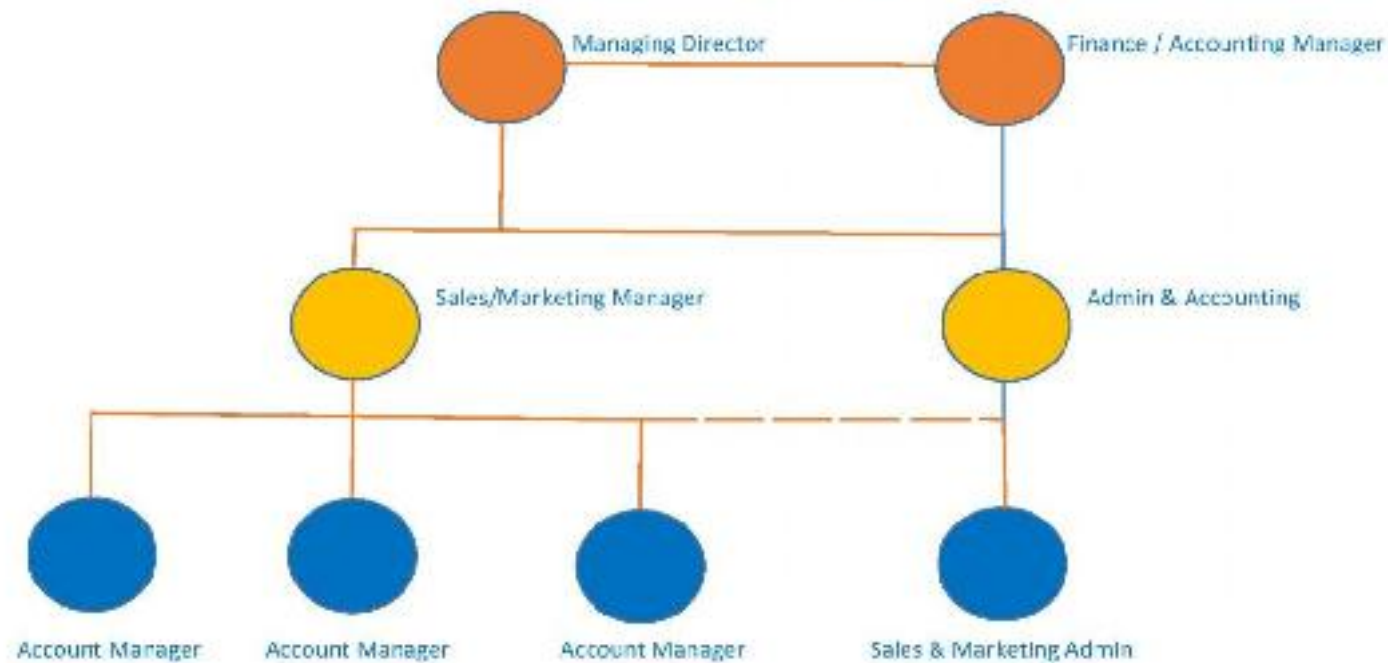 Managing Director
Finance / Accounting Manager
Sales/Marketing Manager
Admin & Accounting
Account Manager
Account Manager
Account Manager
Sales & Marketing Admin